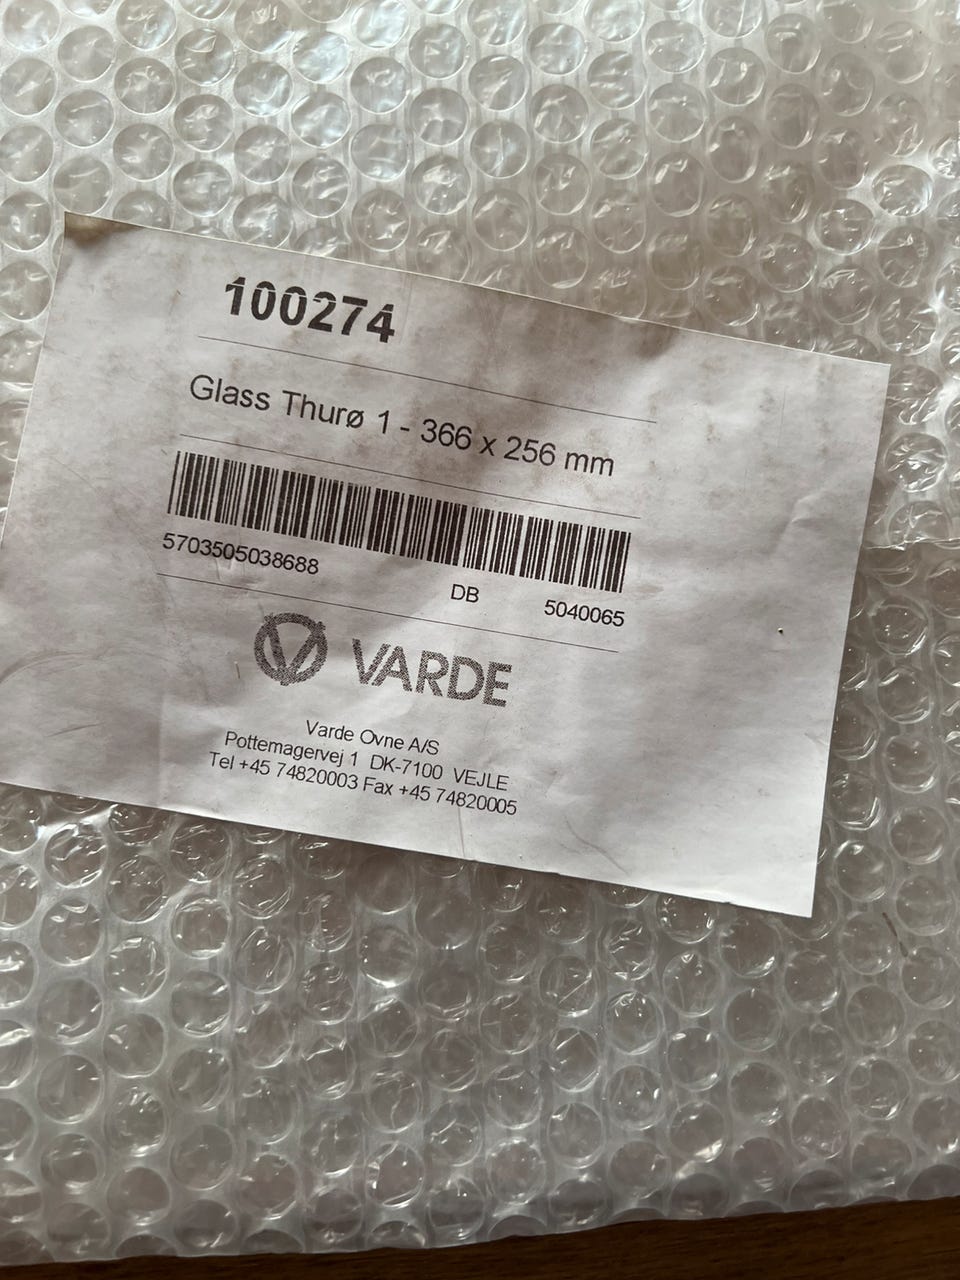 100274
Glass Thurø 1 - 366 x 256 mm
5703505038688 DB 5040065
VARDE
Varde Ovne A/S
Pottemagervej 1 DK-7100 VEJLE
Tel +45 74820003 Fax +45 74820005